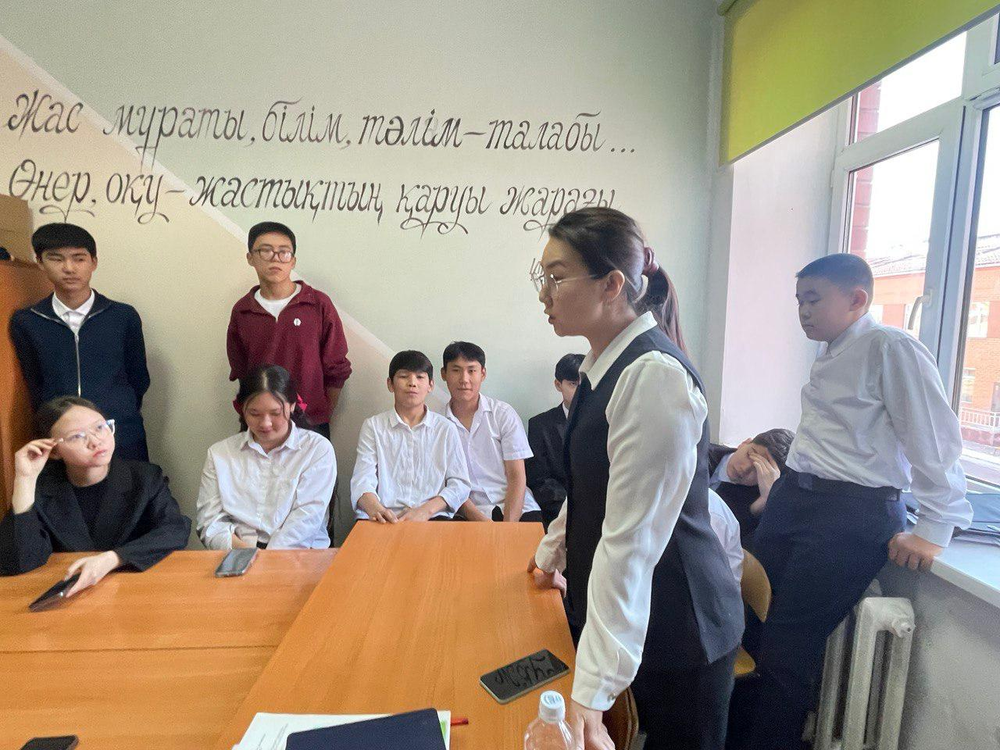 Жас мұраты, білім, тәлім-талабы...
Өнер, оқу-жастықтың қаруы жарағы